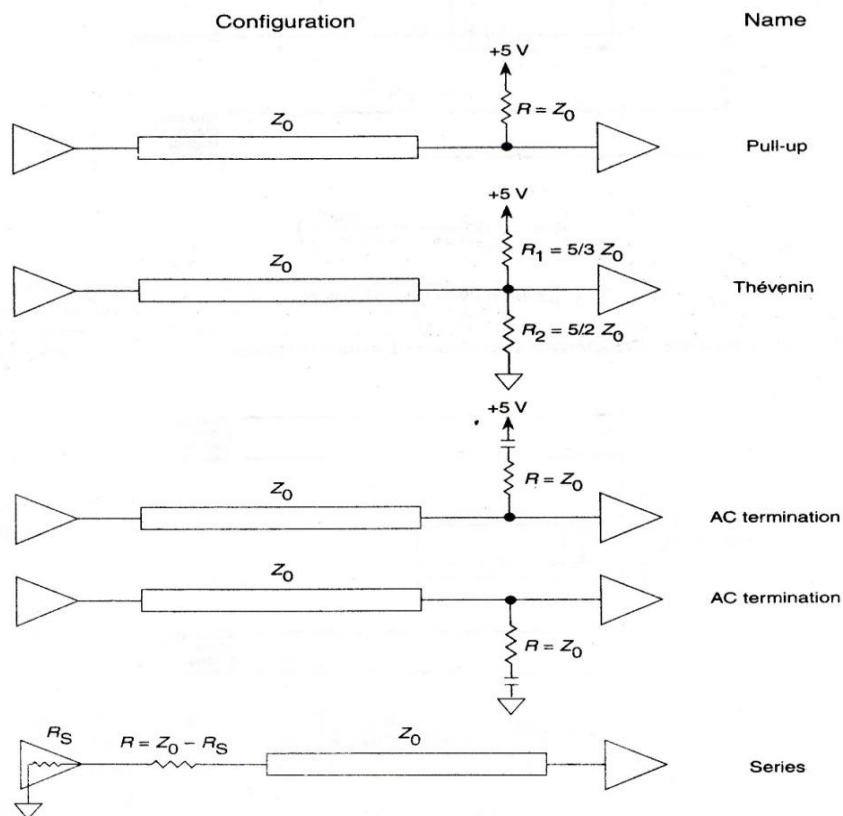 Configuration
Name
+5 V
R = Z0
Z0
Pull-up
+5 V
R1 = 5/3 Z0
Z0
Thévenin
R2 = 5/2 Z0
+5 V
R = Z0
Z0
AC termination
Z0
AC termination
R = Z0
RS
R = Z0 – RS
Z0
Series